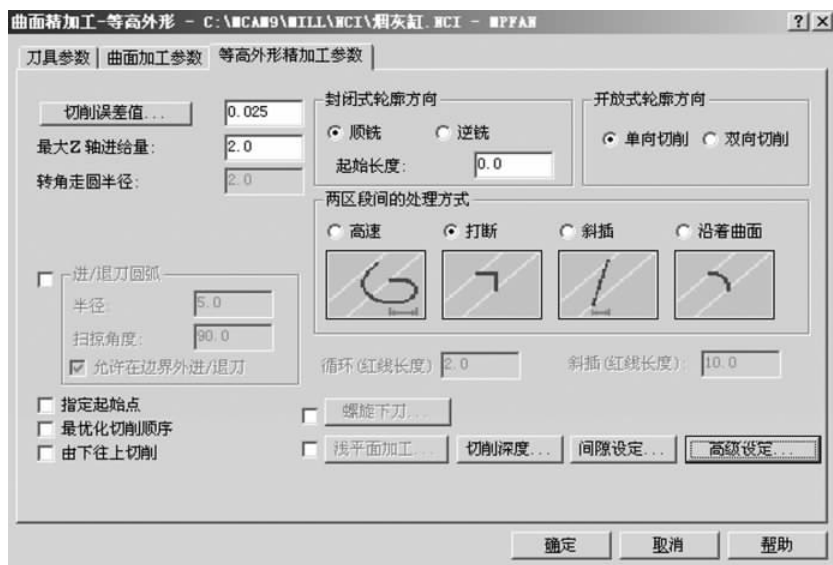 曲面精加工-等高外形 - C:\MCAM9\MILL\NCI\烟灰缸.NCI - MPFAN
刀具参数 曲面加工参数 等高外形精加工参数
切削误差值... 0.025
最大Z 轴进给量: 2.0
转角走圆半径: 2.0
封闭式轮廓方向
顺铣 逆铣
起始长度: 0.0
开放式轮廓方向
单向切削 双向切削
两区段间的处理方式
高速 打断 斜插 沿着曲面
进/退刀圆弧
半径: 5.0
扫掠角度: 90.0
允许在边界外进/退刀
循环(红线长度) 2.0 斜插(红线长度): 10.0
指定起始点
最优化切削顺序
由下往上切削
螺旋下刀...
浅平面加工... 切削深度... 间隙设定... 高级设定...
确定 取消 帮助